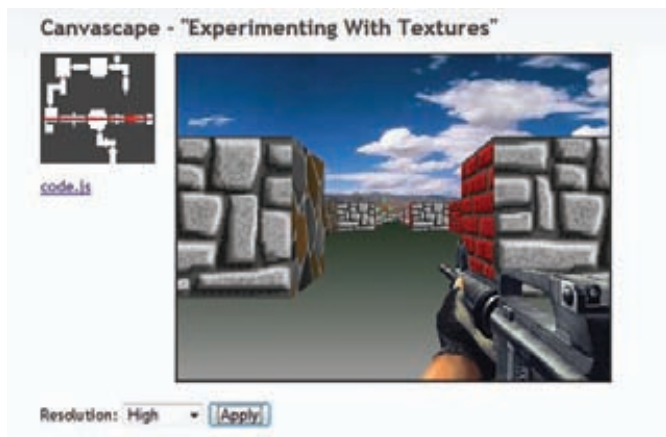 Canvascape - "Experimenting With Textures"
code.js
Resolution: High Apply